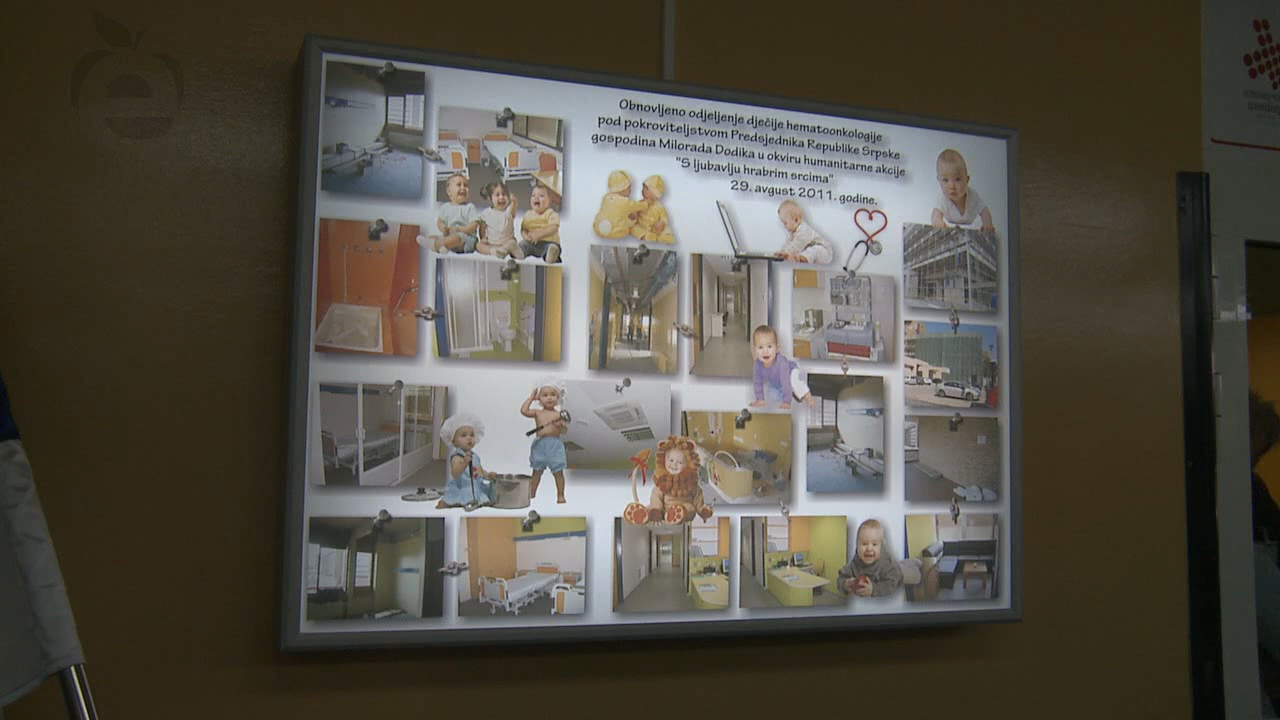 Obnovljeno odjeljenje dječije hematoonkologije
pod pokroviteljstvom Predsjednika Republike Srpske
gospodina Milorada Dodika u okviru humanitarne akcije
"S ljubavlju hrabrim srcima"
29. avgust 2011. godine.